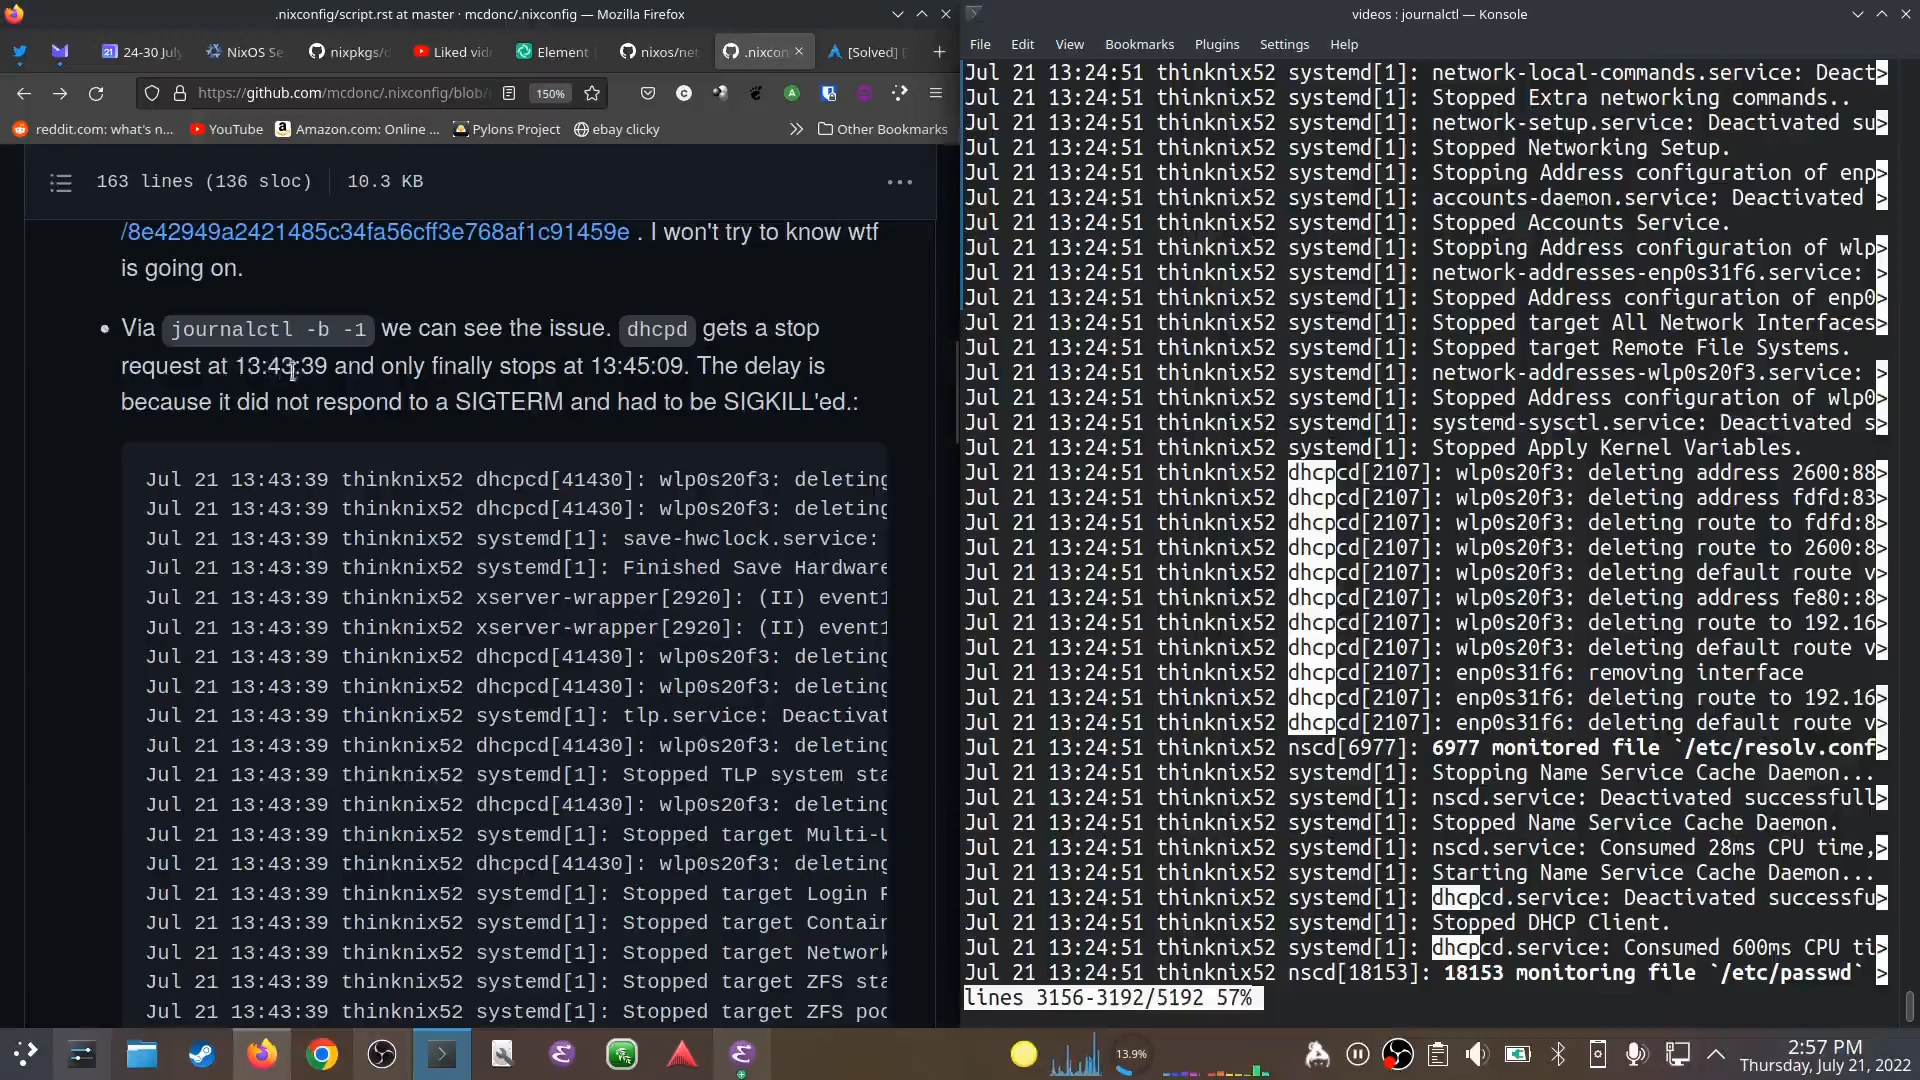 .nixconfig/script.rst at master · mcdonc/.nixconfig — Mozilla Firefox
24-30 July
NixOS Se
nixpkgs/d
Liked vid
Element
nixos/net
.nixcon
[Solved]
https://github.com/mcdonc/.nixconfig/blob/
150%
reddit.com: what's n...
YouTube
Amazon.com: Online ...
Pylons Project
ebay clicky
Other Bookmarks
163 lines (136 sloc)
10.3 KB
/8e42949a2421485c34fa56cff3e768af1c91459e . I won't try to know wtf
is going on.
Via journalctl -b -1 we can see the issue. dhcpd gets a stop
request at 13:43:39 and only finally stops at 13:45:09. The delay is
because it did not respond to a SIGTERM and had to be SIGKILL'ed.:
Jul 21 13:43:39 thinknix52 dhcpcd[41430]: wlp0s20f3: deleting
Jul 21 13:43:39 thinknix52 dhcpcd[41430]: wlp0s20f3: deleting
Jul 21 13:43:39 thinknix52 systemd[1]: save-hwclock.service:
Jul 21 13:43:39 thinknix52 systemd[1]: Finished Save Hardware
Jul 21 13:43:39 thinknix52 xserver-wrapper[2920]: (II) event1
Jul 21 13:43:39 thinknix52 xserver-wrapper[2920]: (II) event1
Jul 21 13:43:39 thinknix52 dhcpcd[41430]: wlp0s20f3: deleting
Jul 21 13:43:39 thinknix52 dhcpcd[41430]: wlp0s20f3: deleting
Jul 21 13:43:39 thinknix52 systemd[1]: tlp.service: Deactivat
Jul 21 13:43:39 thinknix52 dhcpcd[41430]: wlp0s20f3: deleting
Jul 21 13:43:39 thinknix52 systemd[1]: Stopped TLP system sta
Jul 21 13:43:39 thinknix52 dhcpcd[41430]: wlp0s20f3: deleting
Jul 21 13:43:39 thinknix52 systemd[1]: Stopped target Multi-U
Jul 21 13:43:39 thinknix52 dhcpcd[41430]: wlp0s20f3: deleting
Jul 21 13:43:39 thinknix52 systemd[1]: Stopped target Login P
Jul 21 13:43:39 thinknix52 systemd[1]: Stopped target Contain
Jul 21 13:43:39 thinknix52 systemd[1]: Stopped target Network
Jul 21 13:43:39 thinknix52 systemd[1]: Stopped target ZFS sta
Jul 21 13:43:39 thinknix52 systemd[1]: Stopped target ZFS poo
videos : journalctl — Konsole
File Edit View Bookmarks Plugins Settings Help
Jul 21 13:24:51 thinknix52 systemd[1]: network-local-commands.service: Deact>
Jul 21 13:24:51 thinknix52 systemd[1]: Stopped Extra networking commands..
Jul 21 13:24:51 thinknix52 systemd[1]: network-setup.service: Deactivated su>
Jul 21 13:24:51 thinknix52 systemd[1]: Stopped Networking Setup.
Jul 21 13:24:51 thinknix52 systemd[1]: Stopping Address configuration of enp>
Jul 21 13:24:51 thinknix52 systemd[1]: accounts-daemon.service: Deactivated >
Jul 21 13:24:51 thinknix52 systemd[1]: Stopped Accounts Service.
Jul 21 13:24:51 thinknix52 systemd[1]: Stopping Address configuration of wlp>
Jul 21 13:24:51 thinknix52 systemd[1]: network-addresses-enp0s31f6.service: >
Jul 21 13:24:51 thinknix52 systemd[1]: Stopped Address configuration of enp0>
Jul 21 13:24:51 thinknix52 systemd[1]: Stopped target All Network Interfaces>
Jul 21 13:24:51 thinknix52 systemd[1]: Stopped target Remote File Systems.
Jul 21 13:24:51 thinknix52 systemd[1]: network-addresses-wlp0s20f3.service: >
Jul 21 13:24:51 thinknix52 systemd[1]: Stopped Address configuration of wlp0>
Jul 21 13:24:51 thinknix52 systemd[1]: systemd-sysctl.service: Deactivated s>
Jul 21 13:24:51 thinknix52 systemd[1]: Stopped Apply Kernel Variables.
Jul 21 13:24:51 thinknix52 dhcpcd[2107]: wlp0s20f3: deleting address 2600:88>
Jul 21 13:24:51 thinknix52 dhcpcd[2107]: wlp0s20f3: deleting address fdfd:83>
Jul 21 13:24:51 thinknix52 dhcpcd[2107]: wlp0s20f3: deleting route to fdfd:8>
Jul 21 13:24:51 thinknix52 dhcpcd[2107]: wlp0s20f3: deleting route to 2600:8>
Jul 21 13:24:51 thinknix52 dhcpcd[2107]: wlp0s20f3: deleting default route v>
Jul 21 13:24:51 thinknix52 dhcpcd[2107]: wlp0s20f3: deleting address fe80::8>
Jul 21 13:24:51 thinknix52 dhcpcd[2107]: wlp0s20f3: deleting route to 192.16>
Jul 21 13:24:51 thinknix52 dhcpcd[2107]: wlp0s20f3: deleting default route v>
Jul 21 13:24:51 thinknix52 dhcpcd[2107]: enp0s31f6: removing interface
Jul 21 13:24:51 thinknix52 dhcpcd[2107]: enp0s31f6: deleting route to 192.16>
Jul 21 13:24:51 thinknix52 dhcpcd[2107]: enp0s31f6: deleting default route v>
Jul 21 13:24:51 thinknix52 nscd[6977]: 6977 monitored file `/etc/resolv.conf>
Jul 21 13:24:51 thinknix52 systemd[1]: Stopping Name Service Cache Daemon...
Jul 21 13:24:51 thinknix52 systemd[1]: nscd.service: Deactivated successfull>
Jul 21 13:24:51 thinknix52 systemd[1]: Stopped Name Service Cache Daemon.
Jul 21 13:24:51 thinknix52 systemd[1]: nscd.service: Consumed 28ms CPU time,>
Jul 21 13:24:51 thinknix52 systemd[1]: Starting Name Service Cache Daemon...
Jul 21 13:24:51 thinknix52 systemd[1]: dhcpcd.service: Deactivated successfu>
Jul 21 13:24:51 thinknix52 systemd[1]: Stopped DHCP Client.
Jul 21 13:24:51 thinknix52 systemd[1]: dhcpcd.service: Consumed 600ms CPU ti>
Jul 21 13:24:51 thinknix52 nscd[18153]: 18153 monitoring file `/etc/passwd` >
lines 3156-3192/5192 57%
13.9%
2:57 PM
Thursday, July 21, 2022